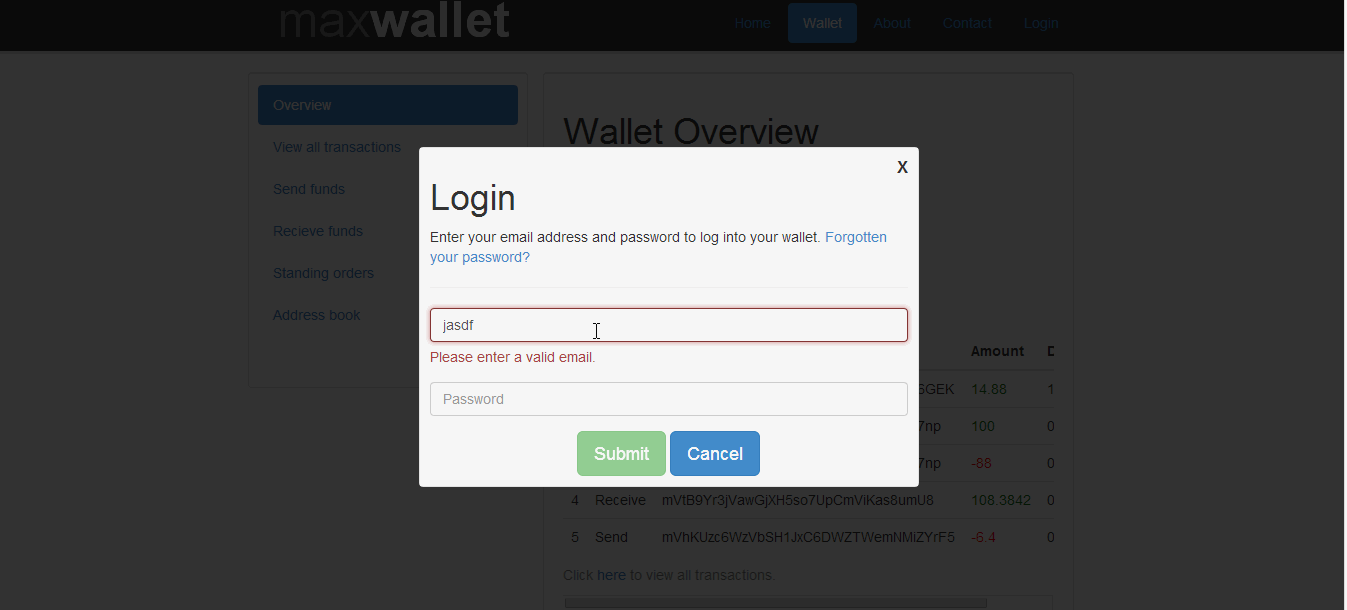 maxwallet
Home Wallet About Contact Login
Overview
View all transactions
Send funds
Recieve funds
Standing orders
Address book
Wallet Overview
X
Login
Enter your email address and password to log into your wallet. Forgotten
your password?
jasdf
Please enter a valid email.
Password
Submit Cancel
Amount
GEK 14.88 1
7np 100 0
7np -88 0
4 Receive mVtB9Yr3jVawGjXH5so7UpCmViKas8umU8 108.3842 0
5 Send mVhKUzc6WzVbSH1JxC6DWZTWemNMiZYrF5 -6.4 0
Click here to view all transactions.